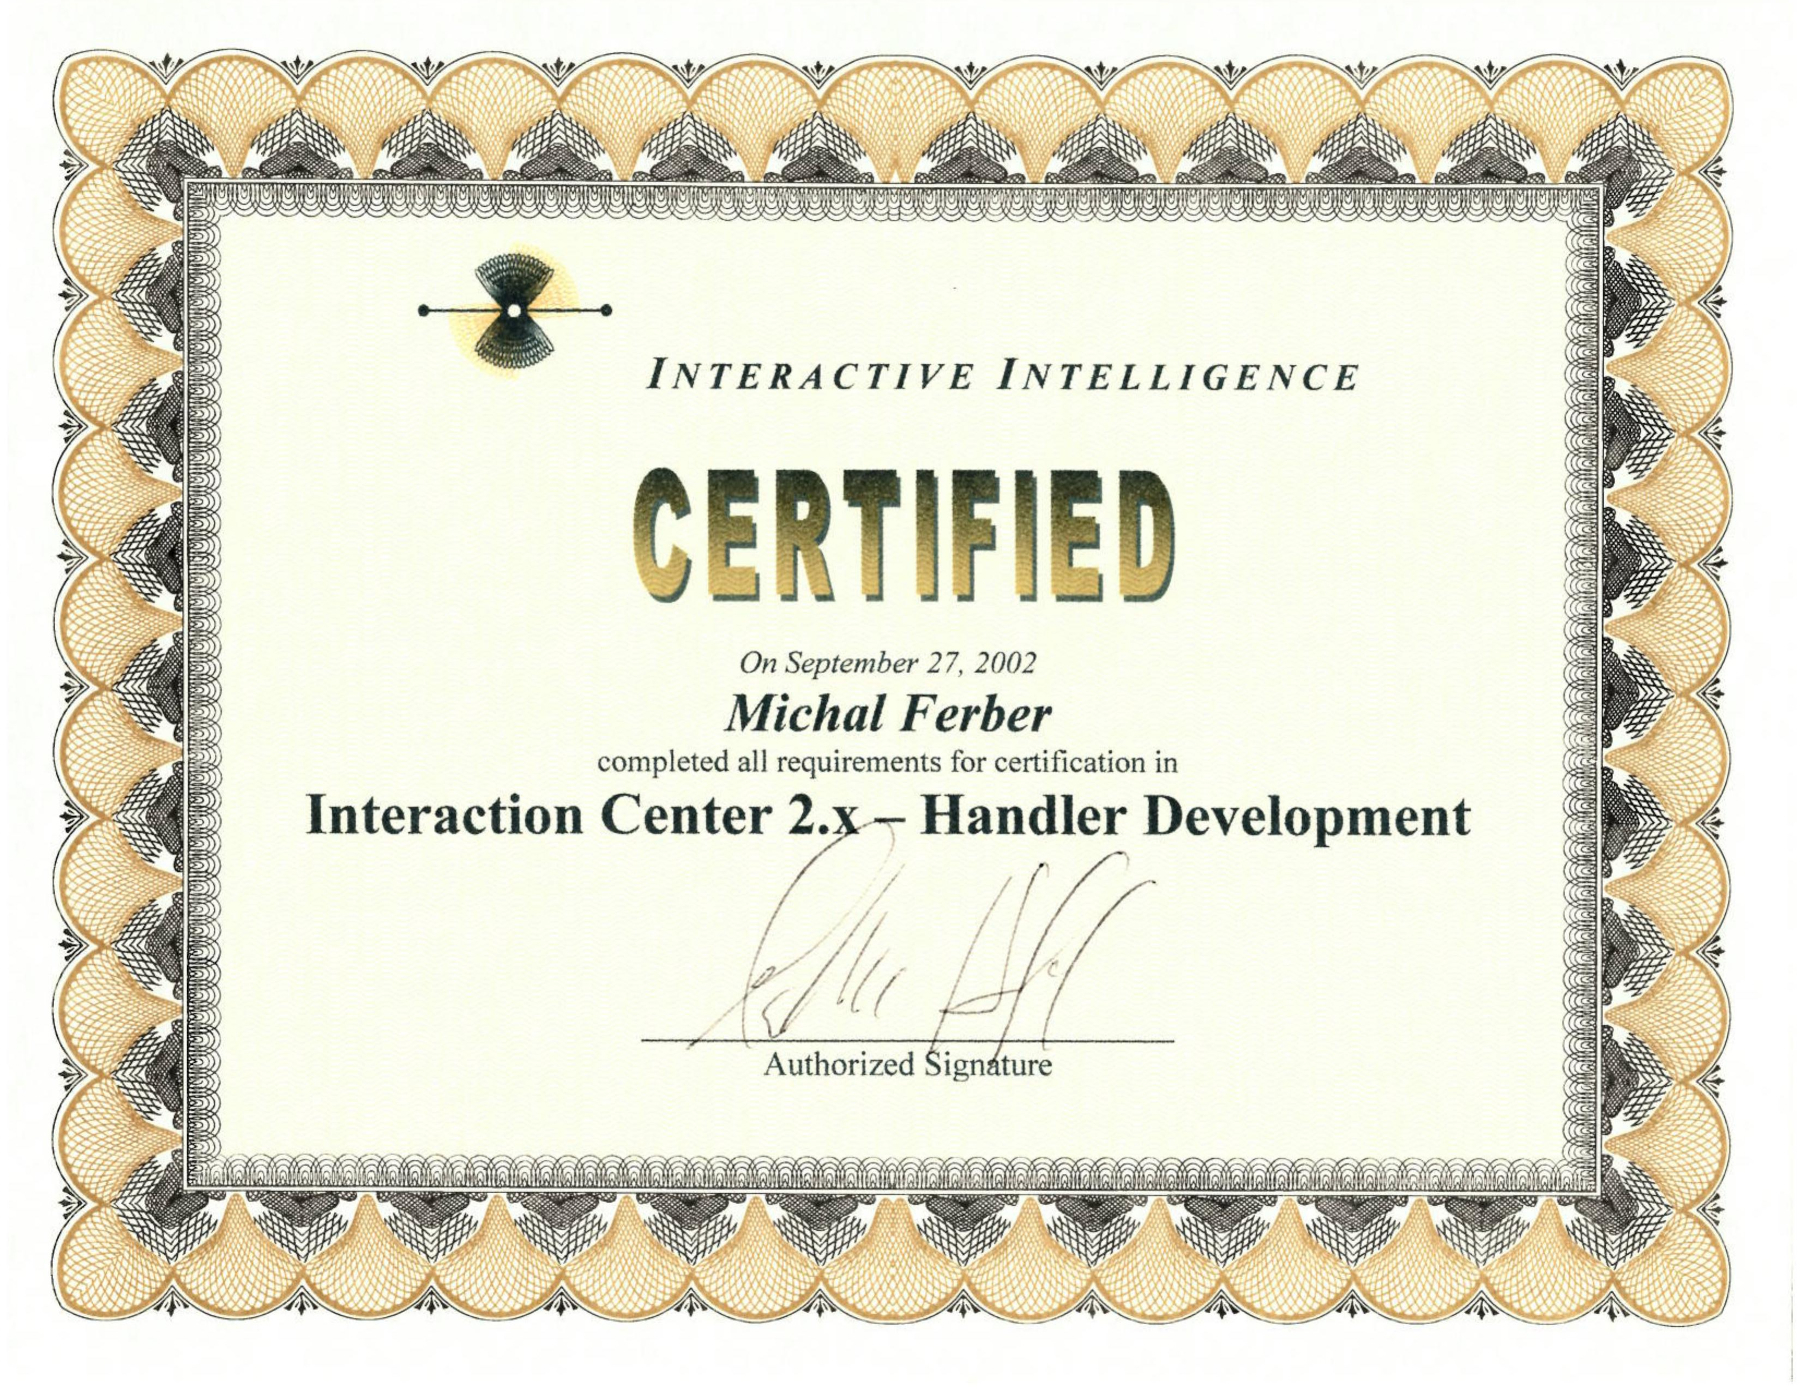 INTERACTIVE INTELLIGENCE
CERTIFIED
On September 27, 2002
Michal Ferber
completed all requirements for certification in
Interaction Center 2.x – Handler Development
Authorized Signature